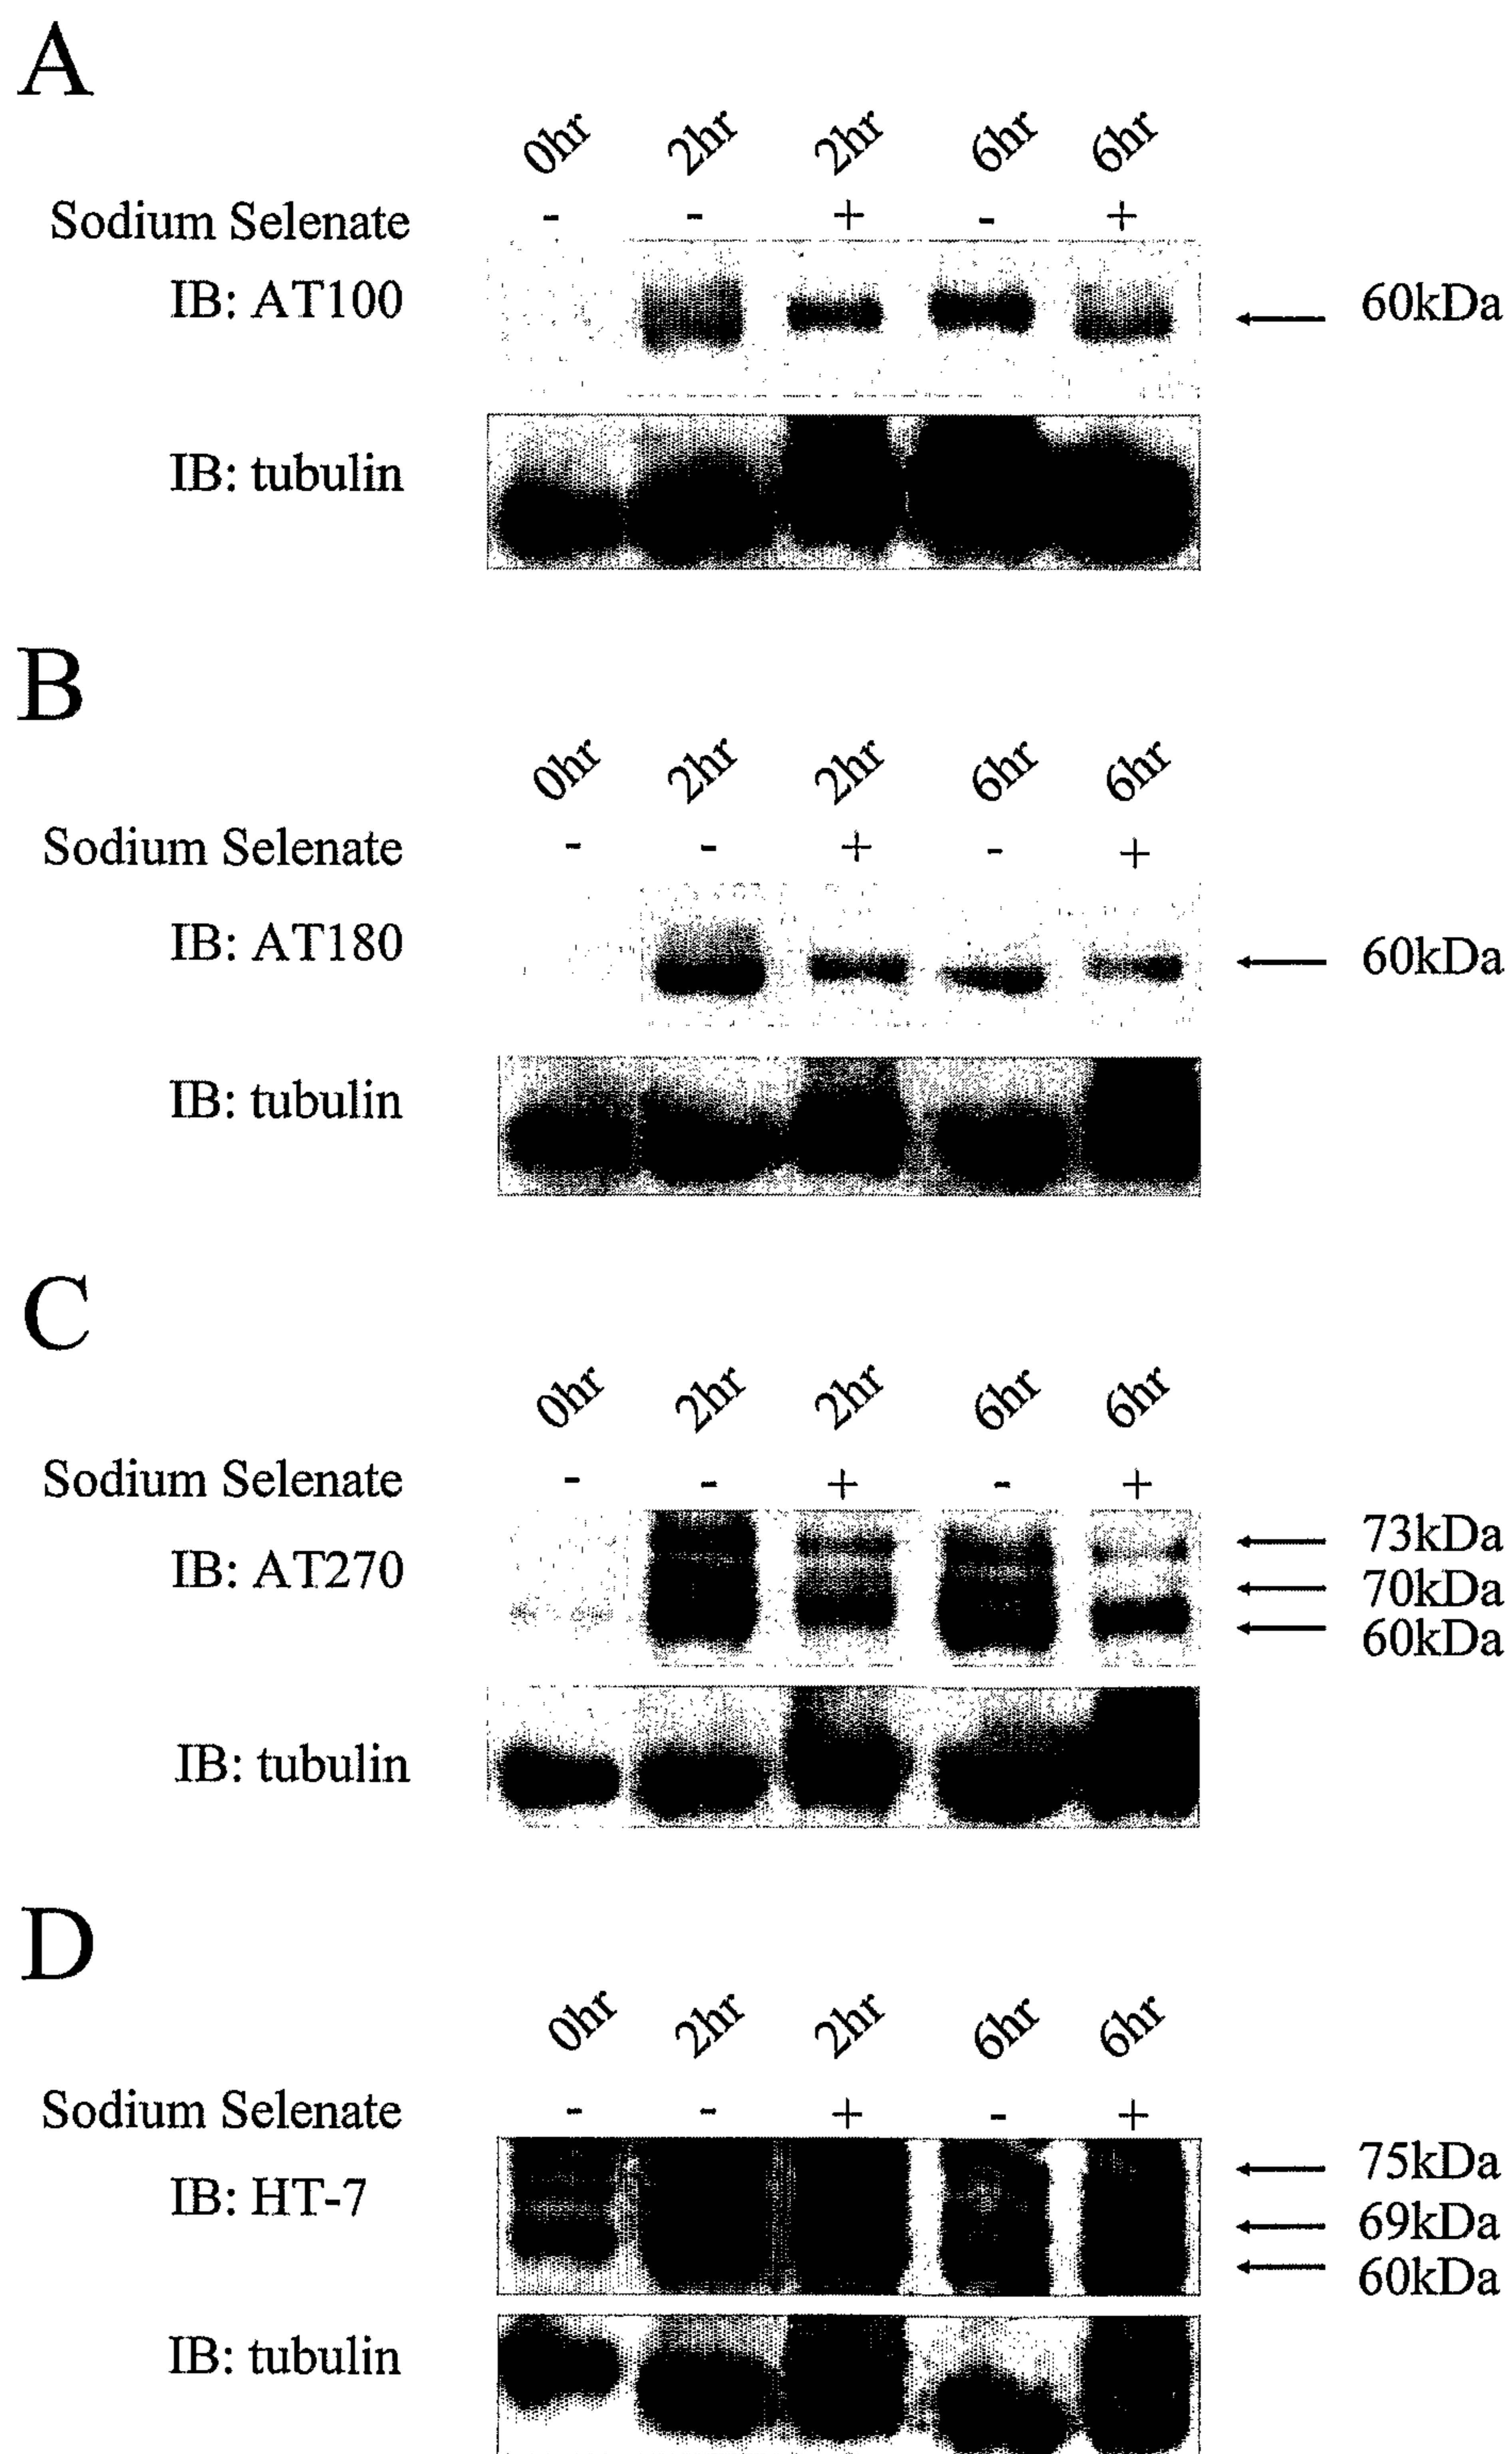 A
0hr 2hr 2hr 6hr 6hr
Sodium Selenate - - + - +
IB: AT100 60kDa
IB: tubulin
B
0hr 2hr 2hr 6hr 6hr
Sodium Selenate - - + - +
IB: AT180 60kDa
IB: tubulin
C
0hr 2hr 2hr 6hr 6hr
Sodium Selenate - - + - +
73kDa
IB: AT270 70kDa
60kDa
IB: tubulin
D
0hr 2hr 2hr 6hr 6hr
Sodium Selenate - - + - +
75kDa
IB: HT-7 69kDa
60kDa
IB: tubulin